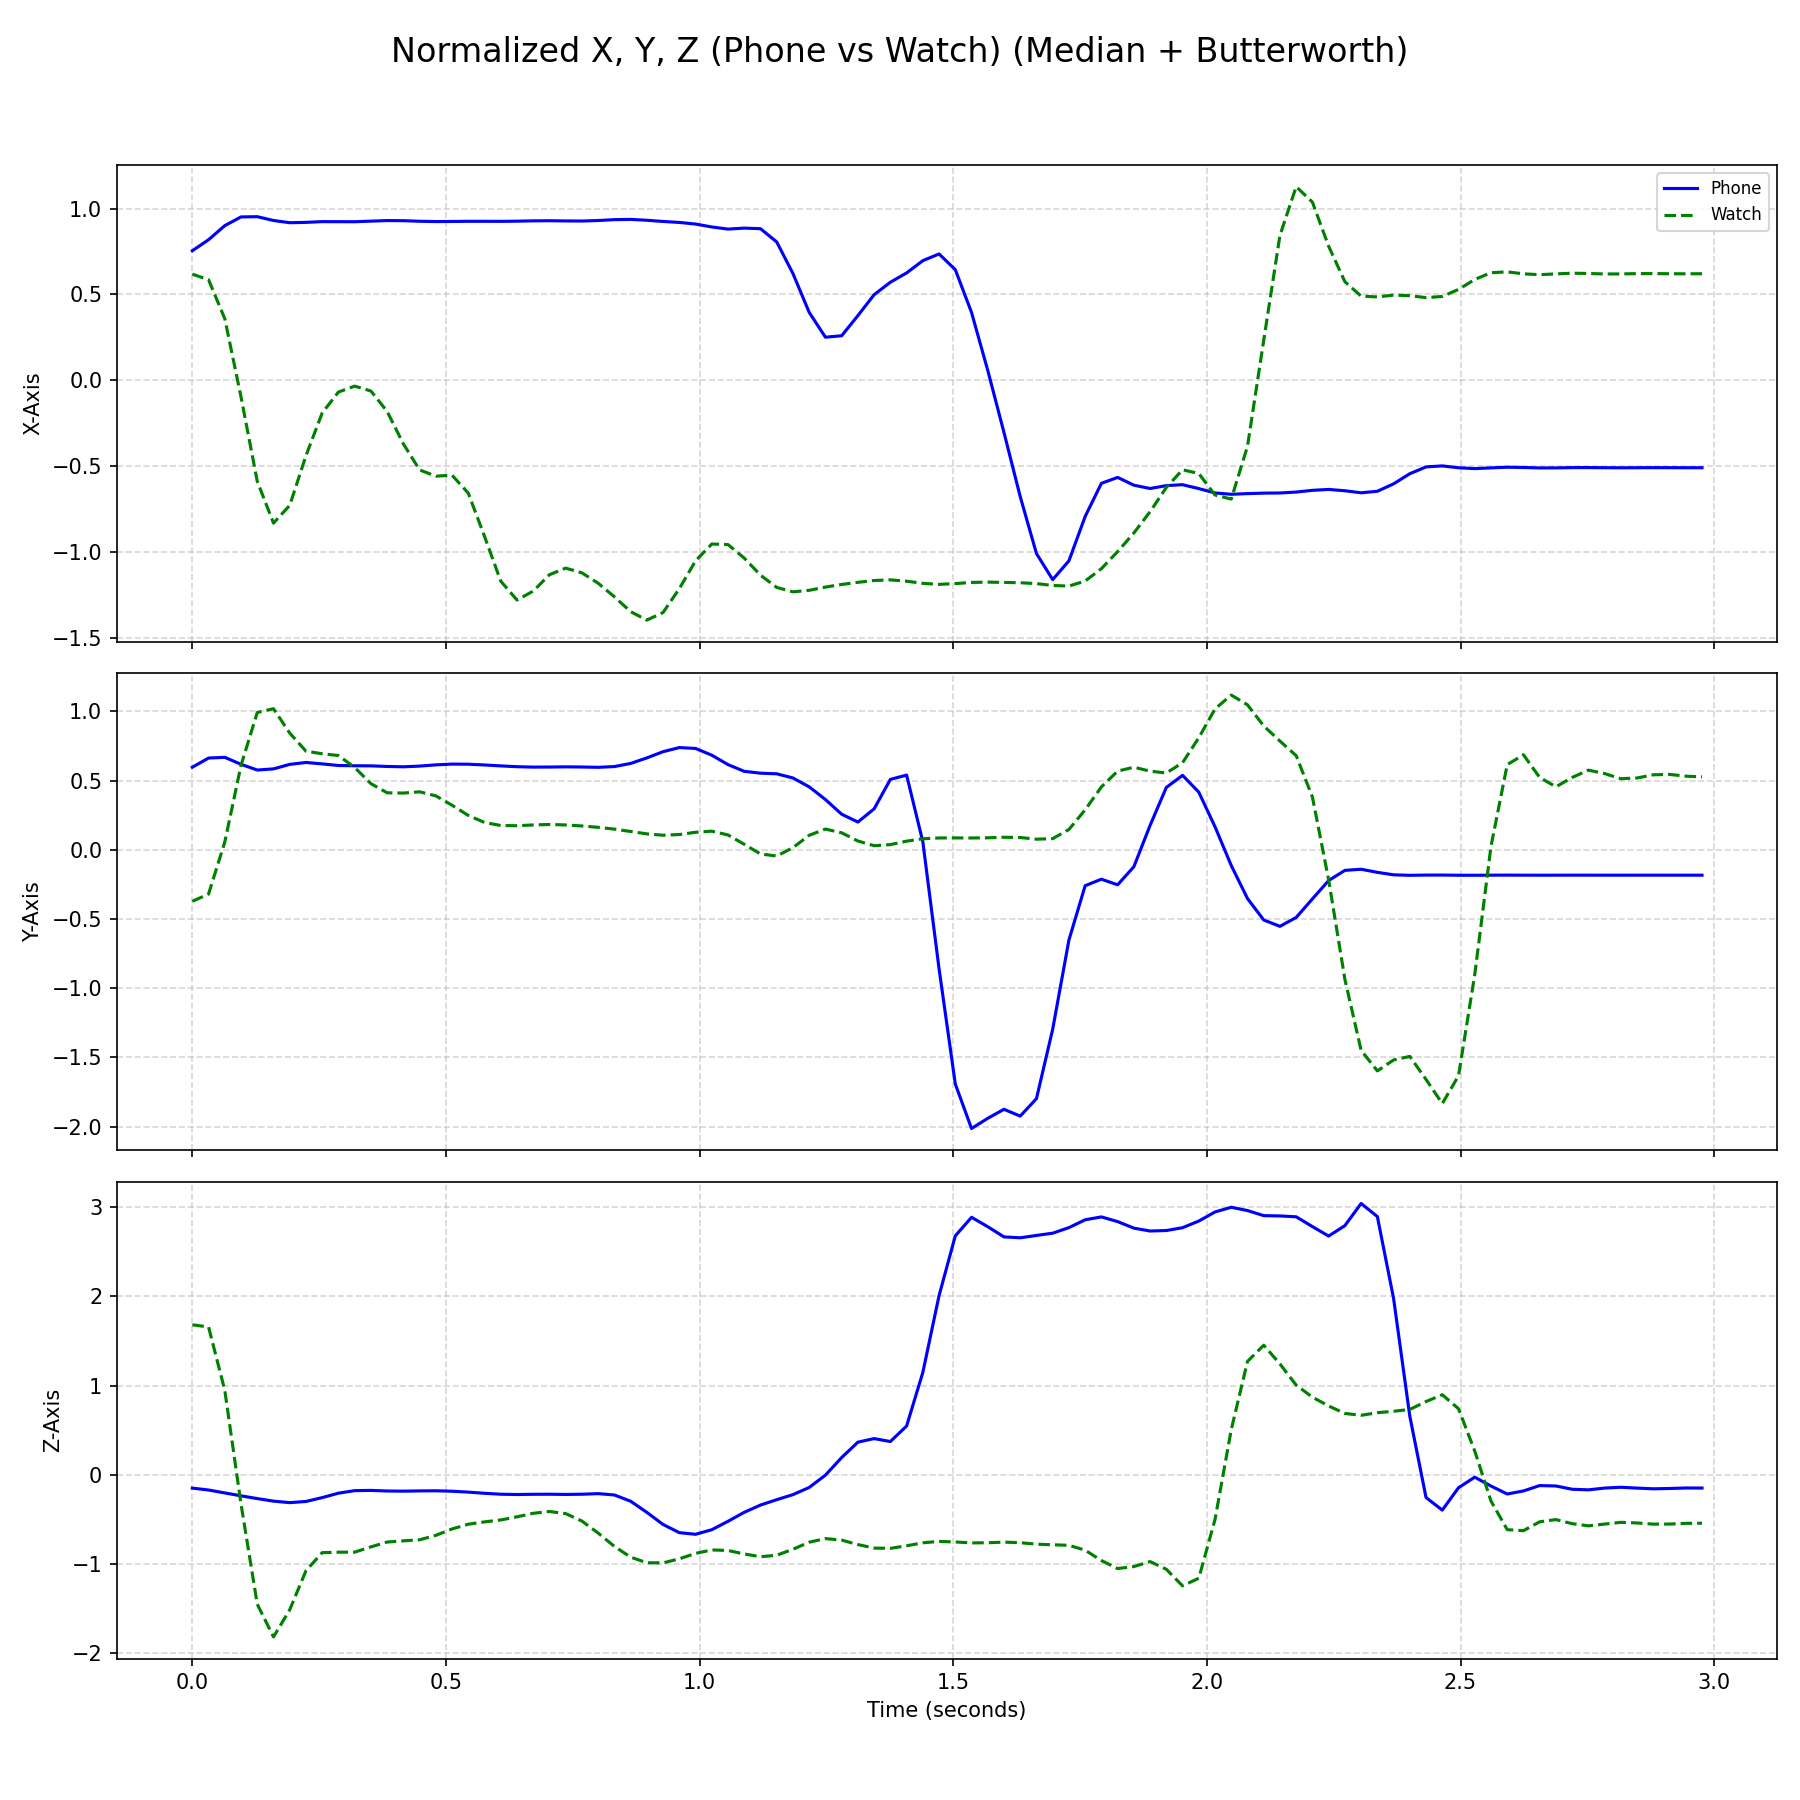 Normalized X, Y, Z (Phone vs Watch) (Median + Butterworth)
Phone
Watch
1.0
0.5
0.0
−0.5
−1.0
−1.5
X-Axis
1.0
0.5
0.0
−0.5
−1.0
−1.5
−2.0
Y-Axis
3
2
1
0
−1
−2
Z-Axis
0.0 0.5 1.0 1.5 2.0 2.5 3.0
Time (seconds)